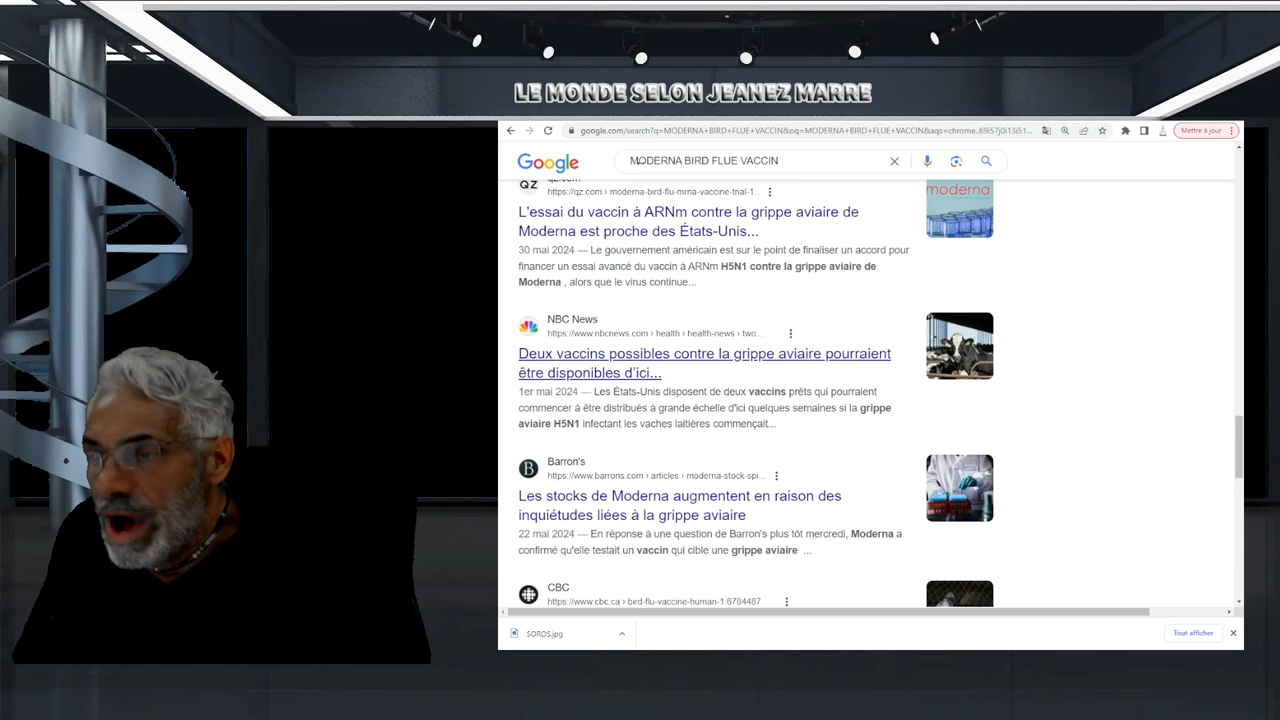 LE MONDE SELON JEANEZ MARRE
google.com/search?q=MODERNA+BIRD+FLUE+VACCIN&oq=MODERNA+BIRD+FLUE+VACCIN&aqs=chrome..69i57j0i13i51...
Mettre à jour
Google
MODERNA BIRD FLUE VACCIN
QZ
qz.com
https://qz.com › moderna-bird-flu-mrna-vaccine-trial-1...
moderna
L'essai du vaccin à ARNm contre la grippe aviaire de
Moderna est proche des États-Unis...
30 mai 2024 — Le gouvernement américain est sur le point de finaliser un accord pour
financer un essai avancé du vaccin à ARNm H5N1 contre la grippe aviaire de
Moderna , alors que le virus continue...
NBC News
https://www.nbcnews.com › health › health-news › two...
Deux vaccins possibles contre la grippe aviaire pourraient
être disponibles d'ici...
1er mai 2024 — Les États-Unis disposent de deux vaccins prêts qui pourraient
commencer à être distribués à grande échelle d'ici quelques semaines si la grippe
aviaire H5N1 infectant les vaches laitières commençait...
B
Barron's
https://www.barrons.com › articles › moderna-stock-spi...
Les stocks de Moderna augmentent en raison des
inquiétudes liées à la grippe aviaire
22 mai 2024 — En réponse à une question de Barron's plus tôt mercredi, Moderna a
confirmé qu'elle testait un vaccin qui cible une grippe aviaire ...
CBC
https://www.cbc.ca › bird-flu-vaccine-human-1.6784487
SOROS.jpg
Tout afficher